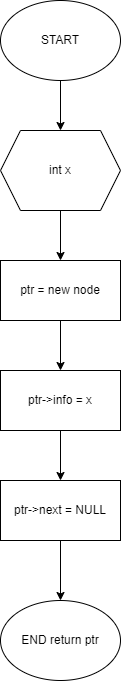 START
int x
ptr = new node
ptr->info = x
ptr->next = NULL
END return ptr